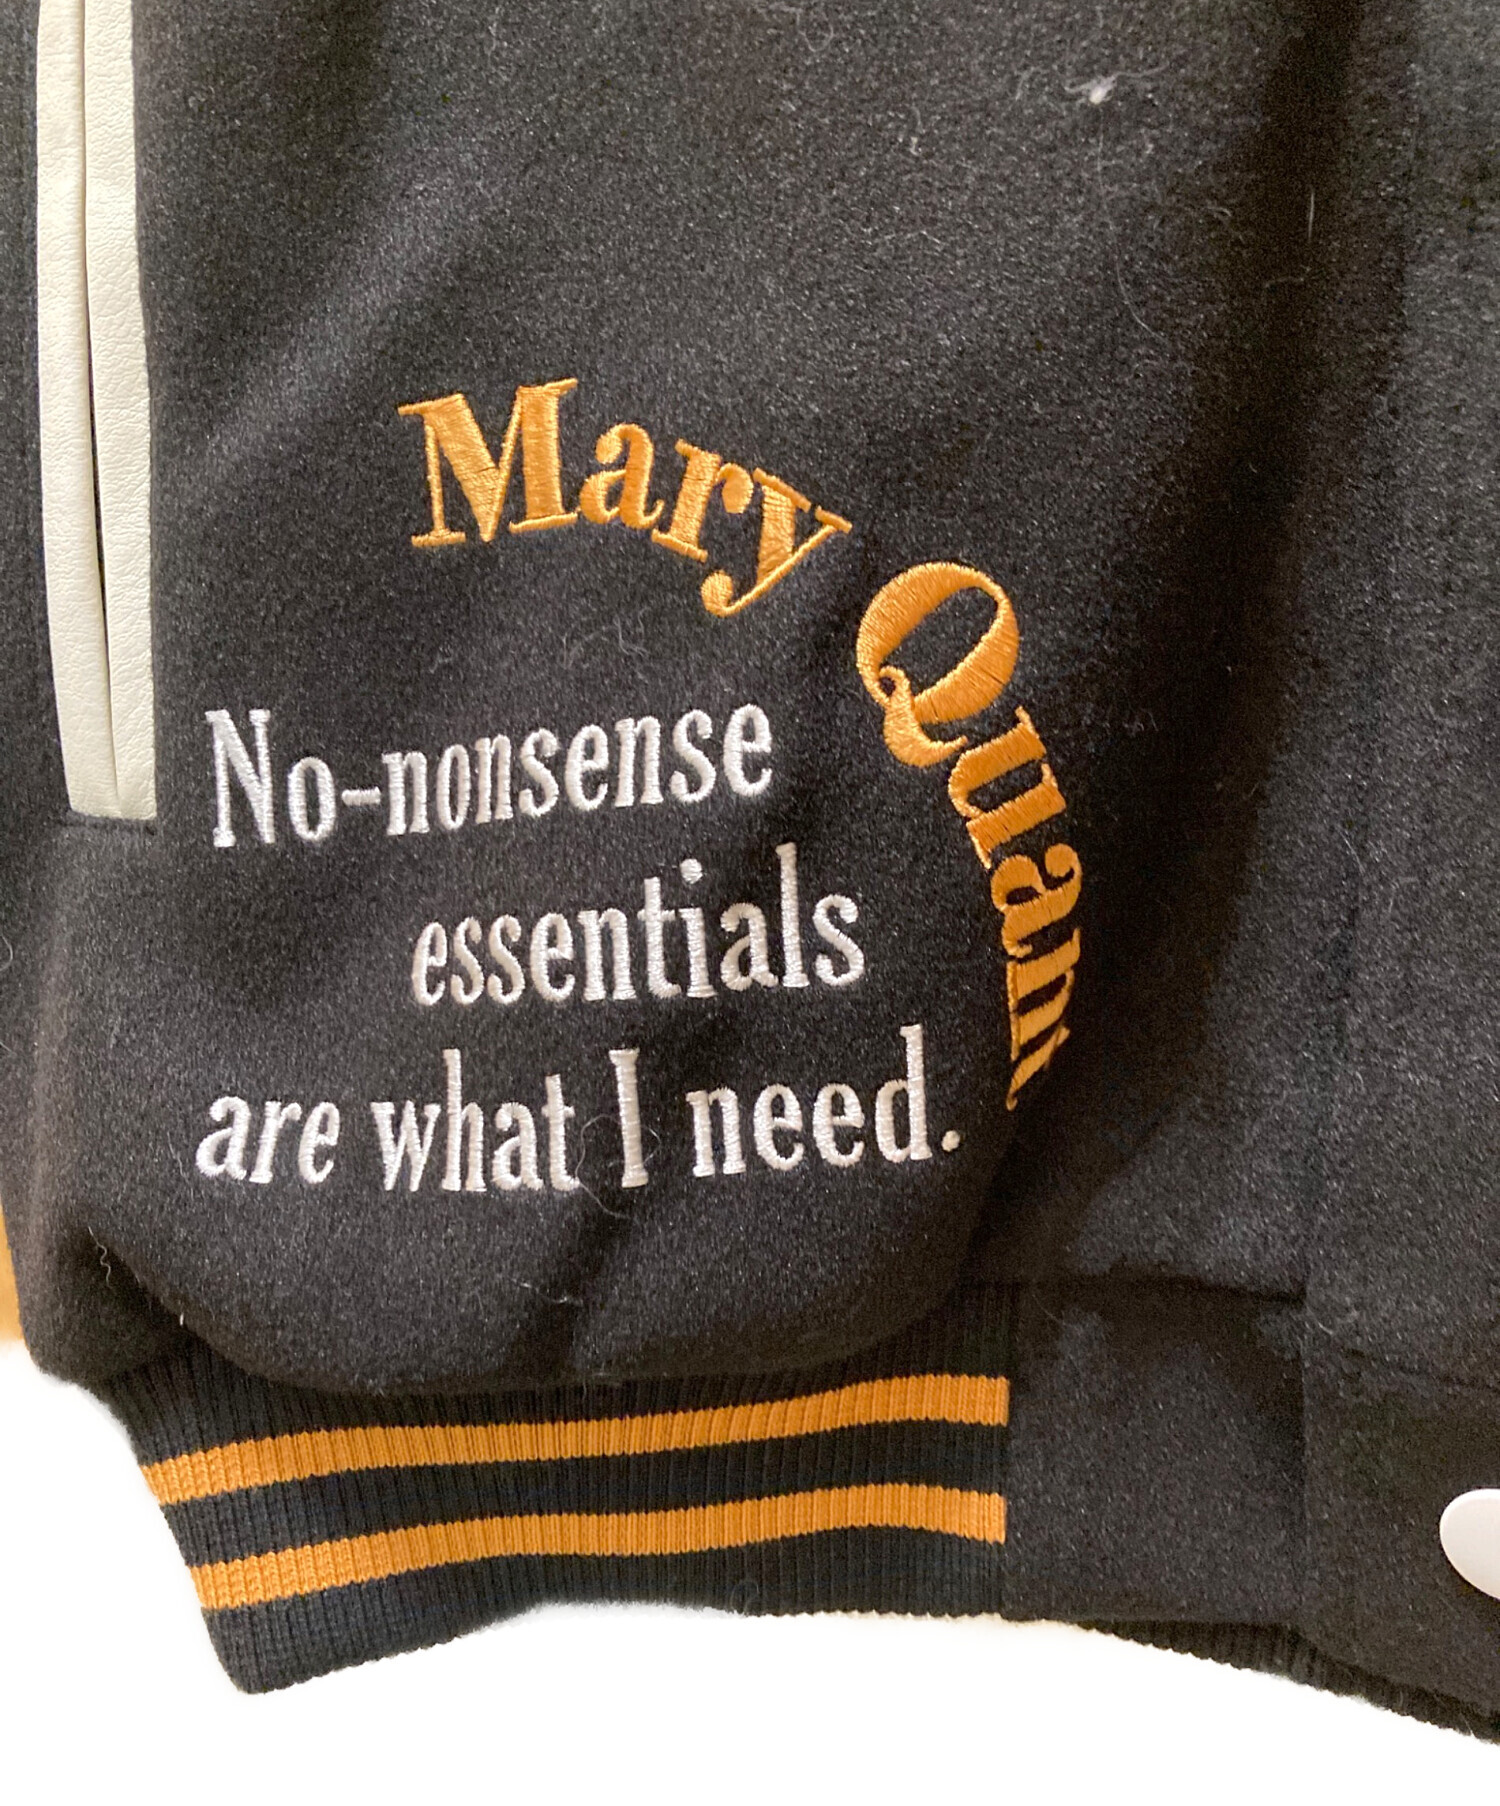 Mary Quant
No-nonsense
essentials
are what I need.